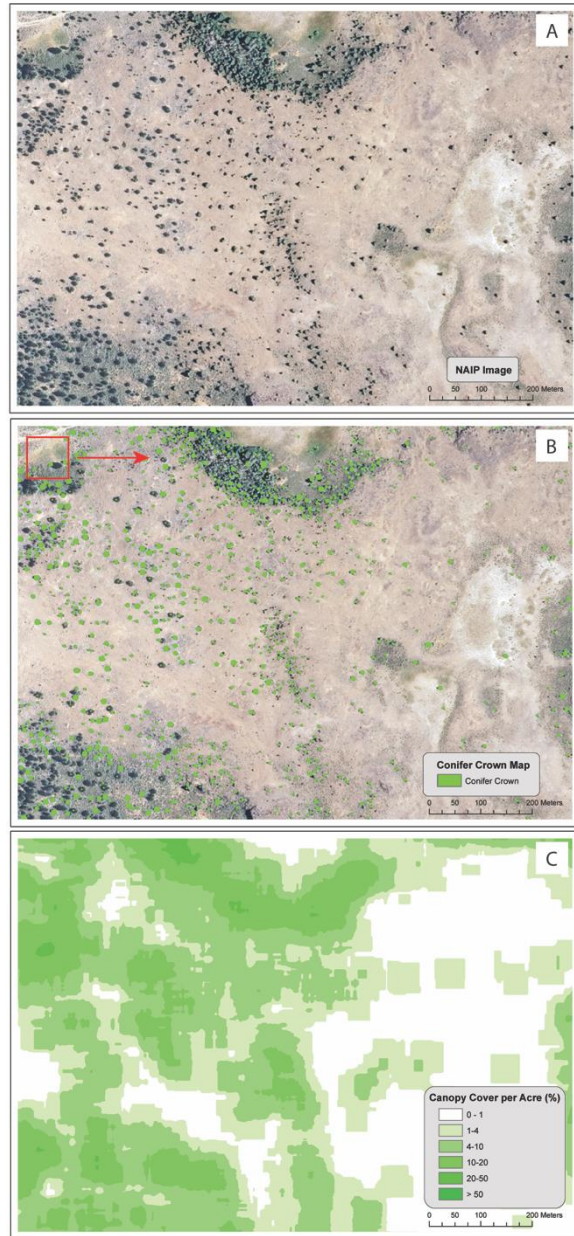 A
NAIP Image
0 50 100 200 Meters
B
Conifer Crown Map
Conifer Crown
0 50 100 200 Meters
C
Canopy Cover per Acre (%)
0 - 1
1-4
4-10
10-20
20-50
> 50
0 50 100 200 Meters